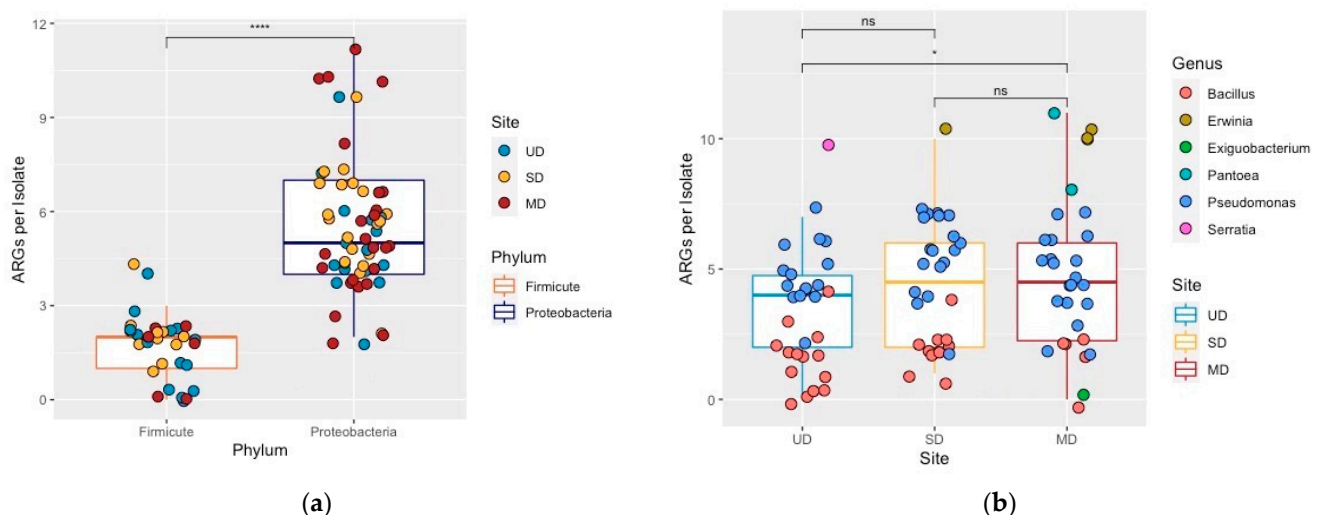 12
9
6
3
0
ARGs per Isolate
****
Firmicute
Proteobacteria
Phylum
Site
UD
SD
MD
Phylum
Firmicute
Proteobacteria
(a)
10
5
0
ARGs per Isolate
ns
*
ns
UD
SD
MD
Site
Genus
Bacillus
Erwinia
Exiguobacterium
Pantoea
Pseudomonas
Serratia
Site
UD
SD
MD
(b)